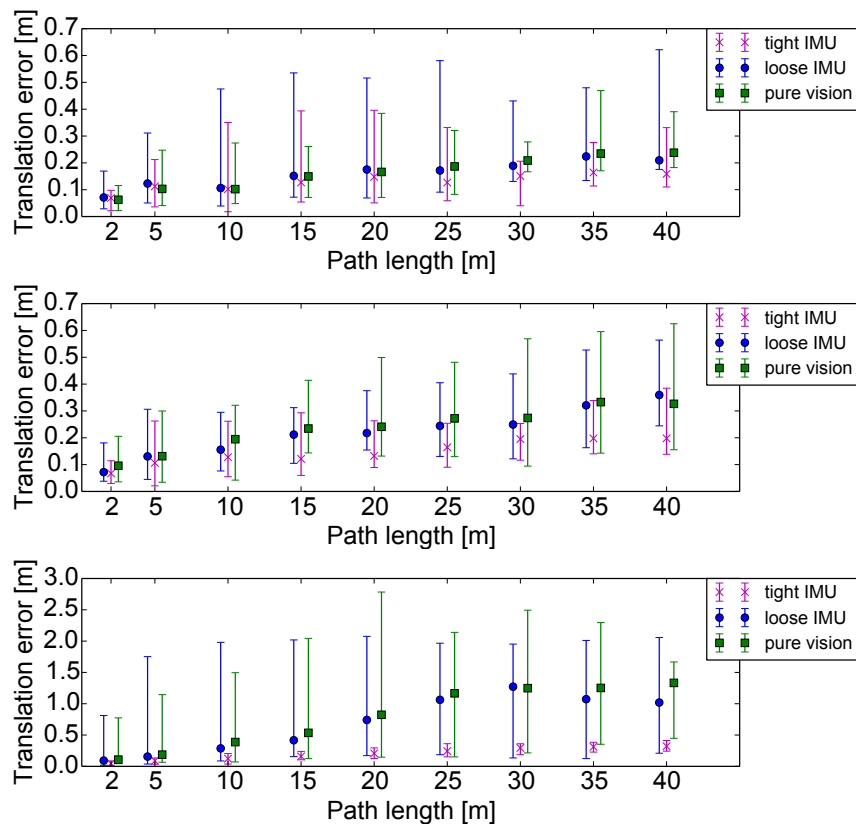 Translation error [m]
0.7
0.6
0.5
0.4
0.3
0.2
0.1
0.0
2 5 10 15 20 25 30 35 40
Path length [m]
tight IMU
loose IMU
pure vision
Translation error [m]
0.7
0.6
0.5
0.4
0.3
0.2
0.1
0.0
2 5 10 15 20 25 30 35 40
Path length [m]
tight IMU
loose IMU
pure vision
Translation error [m]
3.0
2.5
2.0
1.5
1.0
0.5
0.0
2 5 10 15 20 25 30 35 40
Path length [m]
tight IMU
loose IMU
pure vision